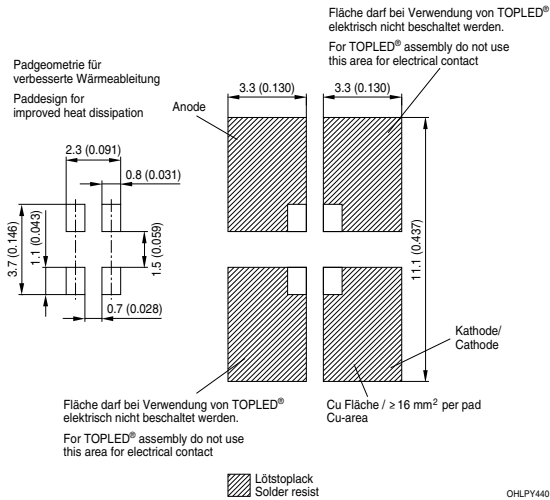 Fläche darf bei Verwendung von TOPLED®
elektrisch nicht beschaltet werden.
For TOPLED® assembly do not use
this area for electrical contact
Padgeometrie für
verbesserte Wärmeableitung
Paddesign for
improved heat dissipation
Anode
3.3 (0.130)
3.3 (0.130)
2.3 (0.091)
0.8 (0.031)
3.7 (0.146)
1.1 (0.043)
1.5 (0.059)
0.7 (0.028)
11.1 (0.437)
Kathode/
Cathode
Fläche darf bei Verwendung von TOPLED®
elektrisch nicht beschaltet werden.
For TOPLED® assembly do not use
this area for electrical contact
Cu Fläche / ≥ 16 mm² per pad
Cu-area
Lötstoplack
Solder resist
OHLPY440